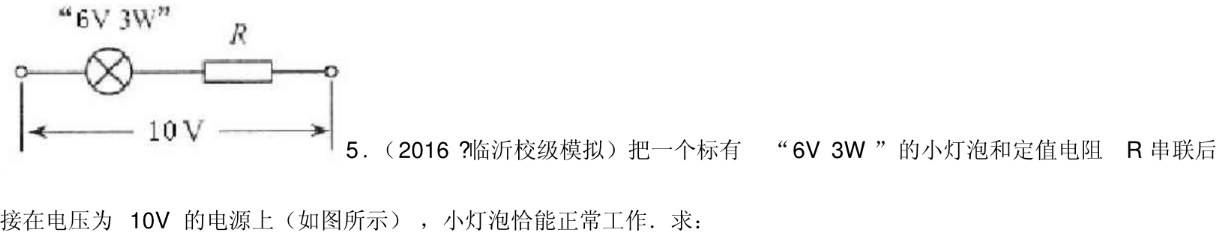 “6V 3W”
R
10 V
5．（2016 ?临沂校级模拟）把一个标有 “6V 3W ”的小灯泡和定值电阻 R 串联后
接在电压为 10V 的电源上（如图所示），小灯泡恰能正常工作．求：